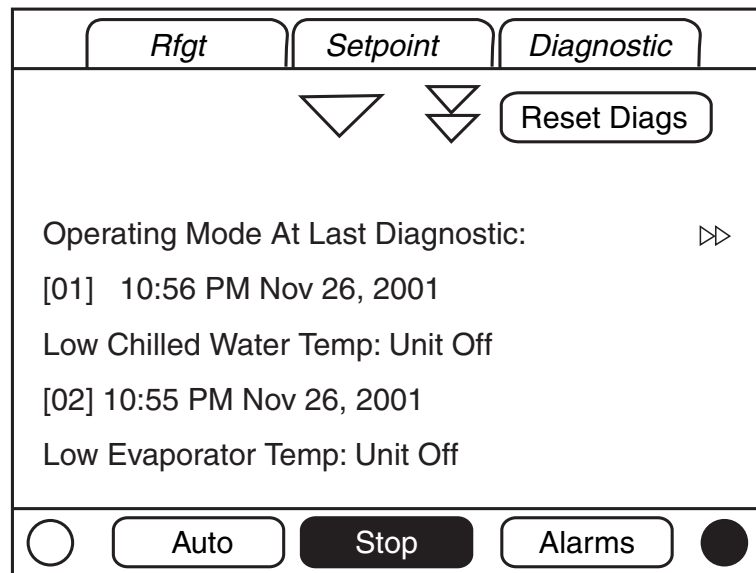 Rfgt Setpoint Diagnostic
Reset Diags
Operating Mode At Last Diagnostic:
[01] 10:56 PM Nov 26, 2001
Low Chilled Water Temp: Unit Off
[02] 10:55 PM Nov 26, 2001
Low Evaporator Temp: Unit Off
Auto Stop Alarms